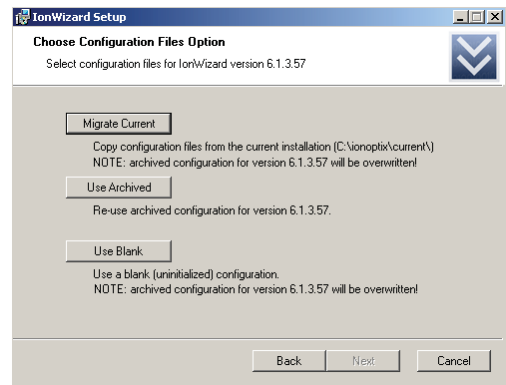 IonWizard Setup
Choose Configuration Files Option
Select configuration files for IonWizard version 6.1.3.57
Migrate Current
Copy configuration files from the current installation (C:\ionoptix\current\)
NOTE: archived configuration for version 6.1.3.57 will be overwritten!
Use Archived
Re-use archived configuration for version 6.1.3.57.
Use Blank
Use a blank (uninitialized) configuration.
NOTE: archived configuration for version 6.1.3.57 will be overwritten!
Back Next Cancel